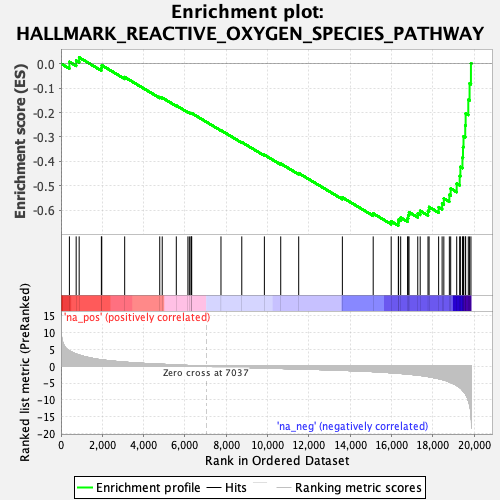 Enrichment plot:
HALLMARK_REACTIVE_OXYGEN_SPECIES_PATHWAY
Enrichment score (ES)
0.0
-0.1
-0.2
-0.3
-0.4
-0.5
-0.6
Ranked list metric (PreRanked)
'na_pos' (positively correlated)
15
10
5
0
-5
-10
-15
-20
Zero cross at 7037
'na_neg' (negatively correlated)
0 2,000 4,000 6,000 8,000 10,000 12,000 14,000 16,000 18,000 20,000
Rank in Ordered Dataset
Enrichment profile Hits Ranking metric scores